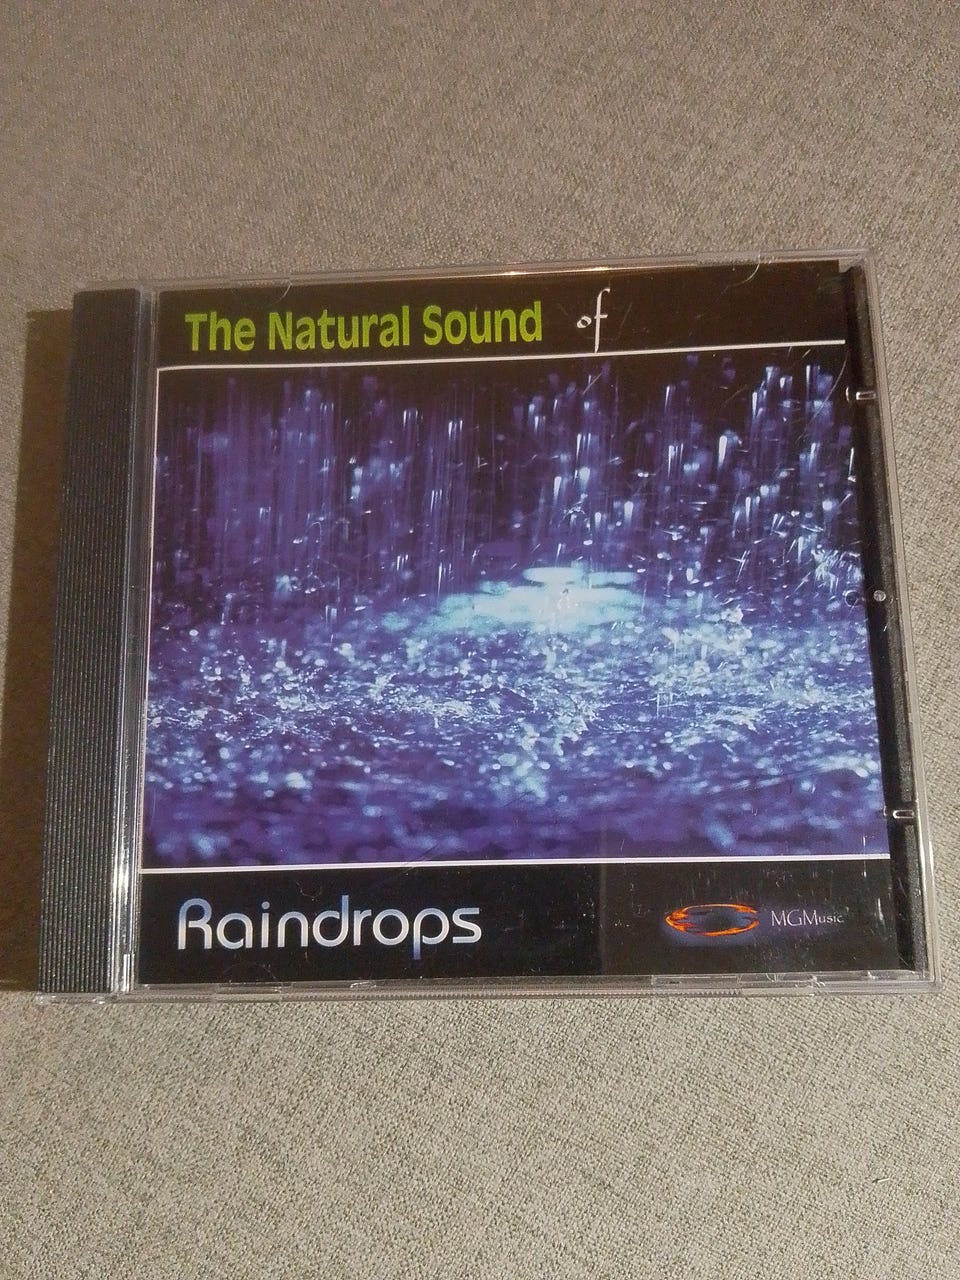 The Natural Sound of
Raindrops
MGMusic